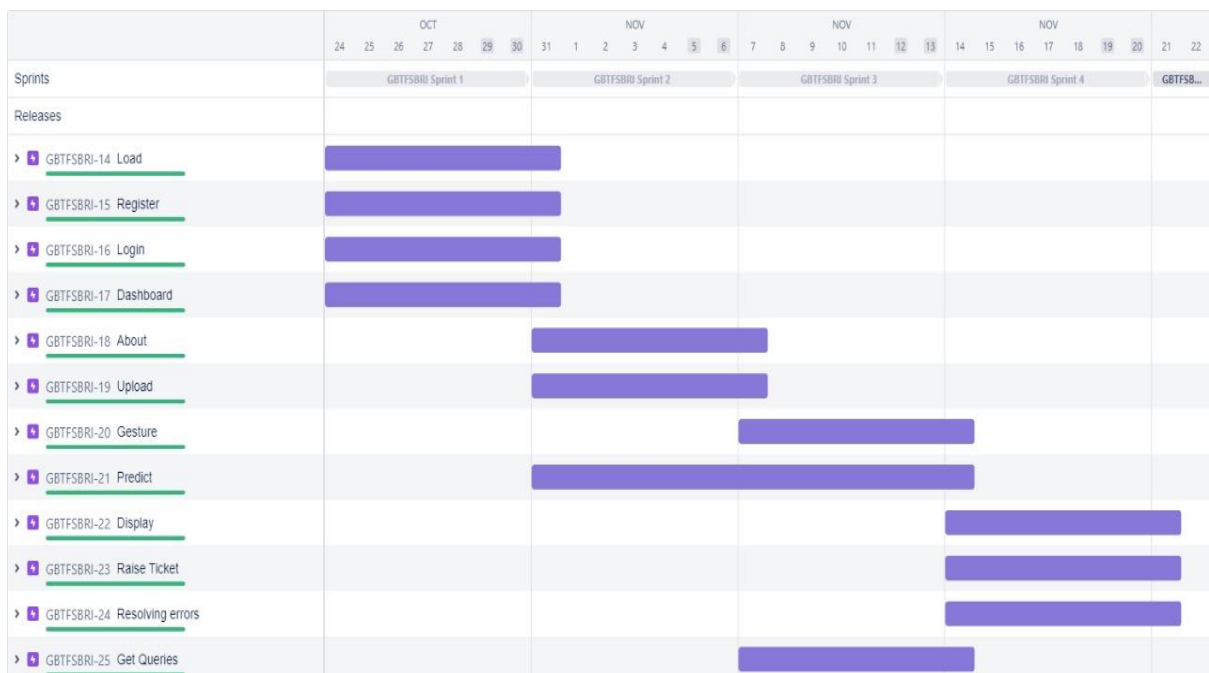 OCT NOV NOV NOV
24 25 26 27 28 29 30 31 1 2 3 4 5 6 7 8 9 10 11 12 13 14 15 16 17 18 19 20 21 22
Sprints GBTFSBRI Sprint 1 GBTFSBRI Sprint 2 GBTFSBRI Sprint 3 GBTFSBRI Sprint 4 GBTFSB...
Releases
GBTFSBRI-14 Load
GBTFSBRI-15 Register
GBTFSBRI-16 Login
GBTFSBRI-17 Dashboard
GBTFSBRI-18 About
GBTFSBRI-19 Upload
GBTFSBRI-20 Gesture
GBTFSBRI-21 Predict
GBTFSBRI-22 Display
GBTFSBRI-23 Raise Ticket
GBTFSBRI-24 Resolving errors
GBTFSBRI-25 Get Queries